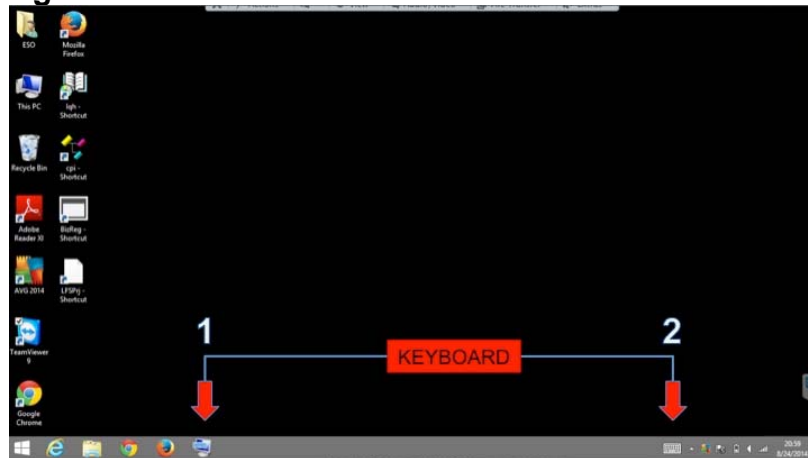 ESO
Mozilla
Firefox
This PC
lqh -
Shortcut
Recycle Bin
cpi -
Shortcut
Adobe
Reader XI
BizReg -
Shortcut
AVG 2014
LFSPrj -
Shortcut
TeamViewer
9
Google
Chrome
1
2
KEYBOARD
20:59
8/24/2014